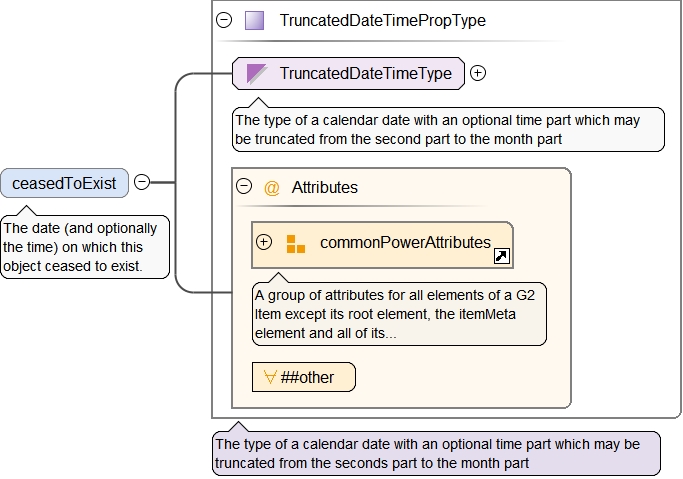 TruncatedDateTimePropType
TruncatedDateTimeType
The type of a calendar date with an optional time part which may
be truncated from the second part to the month part
ceasedToExist
The date (and optionally
the time) on which this
object ceased to exist.
@ Attributes
commonPowerAttributes
A group of attributes for all elements of a G2
Item except its root element, the itemMeta
element and all of its...
##other
The type of a calendar date with an optional time part which may be
truncated from the seconds part to the month part